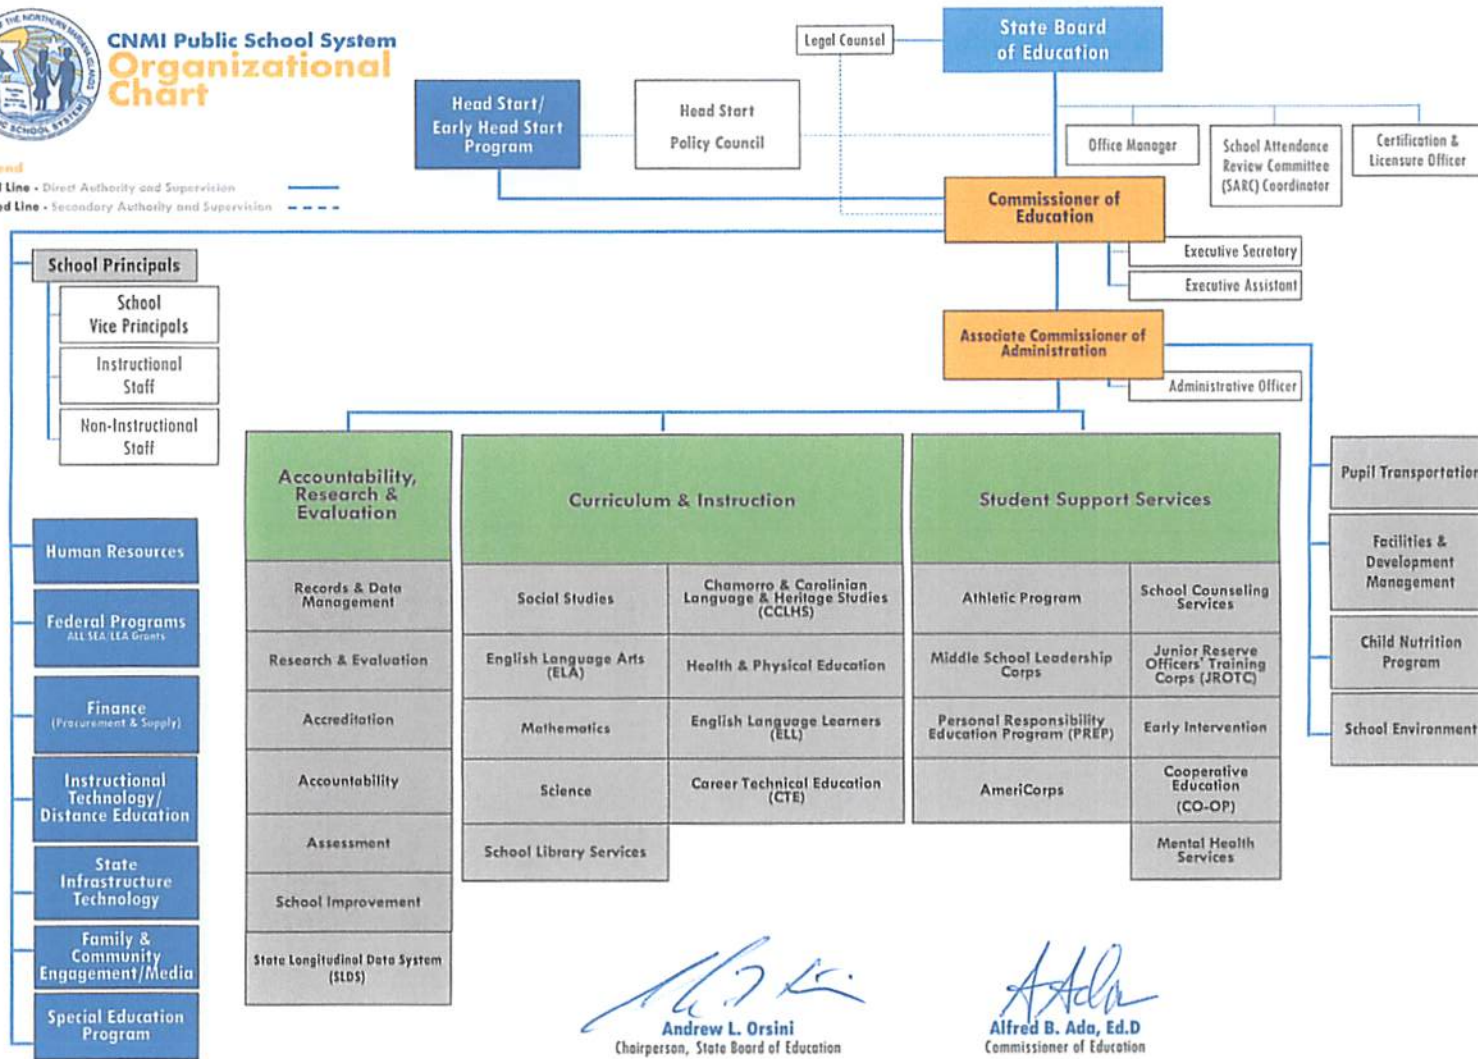 OF THE NORTHERN MARIANA ISLANDS
IC SCHOOL SYSTEM
CNMI Public School System
Organizational
Chart
end
d Line - Direct Authority and Supervision
ed Line - Secondary Authority and Supervision
Legal Counsel
State Board
of Education
Head Start/
Early Head Start
Program
Head Start
Policy Council
Office Manager
School Attendance
Review Committee
(SARC) Coordinator
Certification &
Licensure Officer
Commissioner of
Education
Executive Secretary
Executive Assistant
School Principals
School
Vice Principals
Instructional
Staff
Non-Instructional
Staff
Associate Commissioner of
Administration
Administrative Officer
Human Resources
Federal Programs
ALL SEA/LEA Grants
Finance
(Procurement & Supply)
Instructional
Technology/
Distance Education
State
Infrastructure
Technology
Family &
Community
Engagement/Media
Special Education
Program
Accountability,
Research &
Evaluation
Records & Data
Management
Research & Evaluation
Accreditation
Accountability
Assessment
School Improvement
State Longitudinal Data System
(SLDS)
Curriculum & Instruction
Social Studies
English Language Arts
(ELA)
Mathematics
Science
School Library Services
Chamorro & Carolinian
Language & Heritage Studies
(CCLHS)
Health & Physical Education
English Language Learners
(ELL)
Career Technical Education
(CTE)
Student Support Services
Athletic Program
Middle School Leadership
Corps
Personal Responsibility
Education Program (PREP)
AmeriCorps
School Counseling
Services
Junior Reserve
Officers' Training
Corps (JROTC)
Early Intervention
Cooperative
Education
(CO-OP)
Mental Health
Services
Pupil Transportation
Facilities &
Development
Management
Child Nutrition
Program
School Environment
Andrew L. Orsini
Chairperson, State Board of Education
Alfred B. Ada, Ed.D
Commissioner of Education